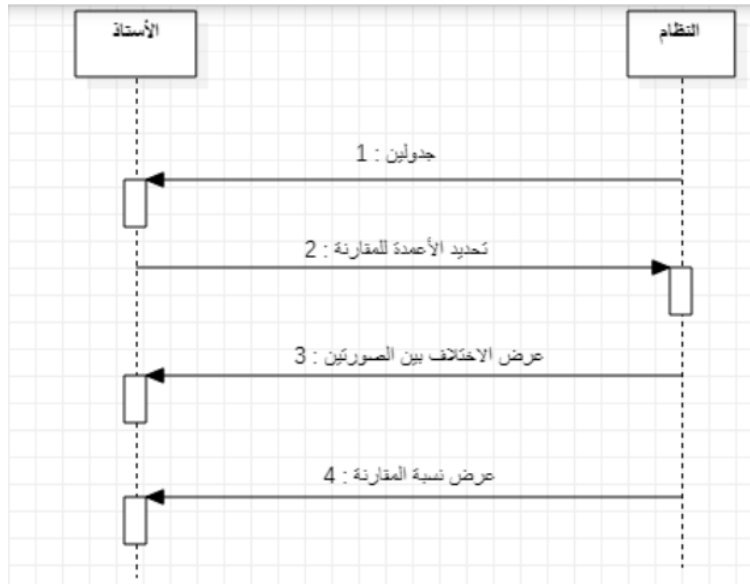 الأستاذ
النظام
1 : جدولين
2 : تحديد الأعمدة للمقارنة
3 : عرض الاختلاف بين الصورتين
4 : عرض نسبة المقارنة